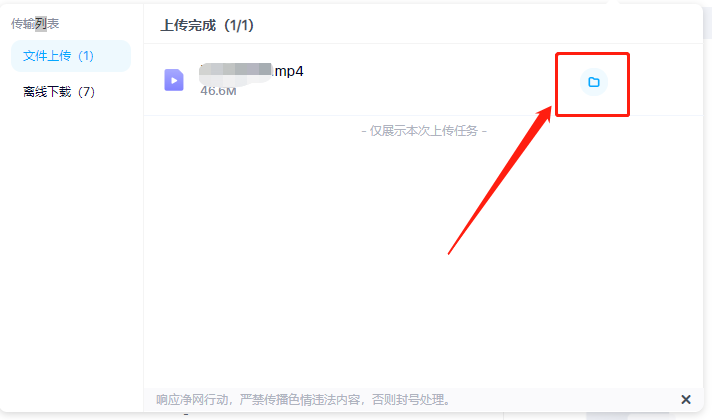 传输列表
上传完成（1/1）
文件上传（1）
离线下载（7）
.mp4
46.6M
- 仅展示本次上传任务 -
响应净网行动，严禁传播色情违法内容，否则封号处理。